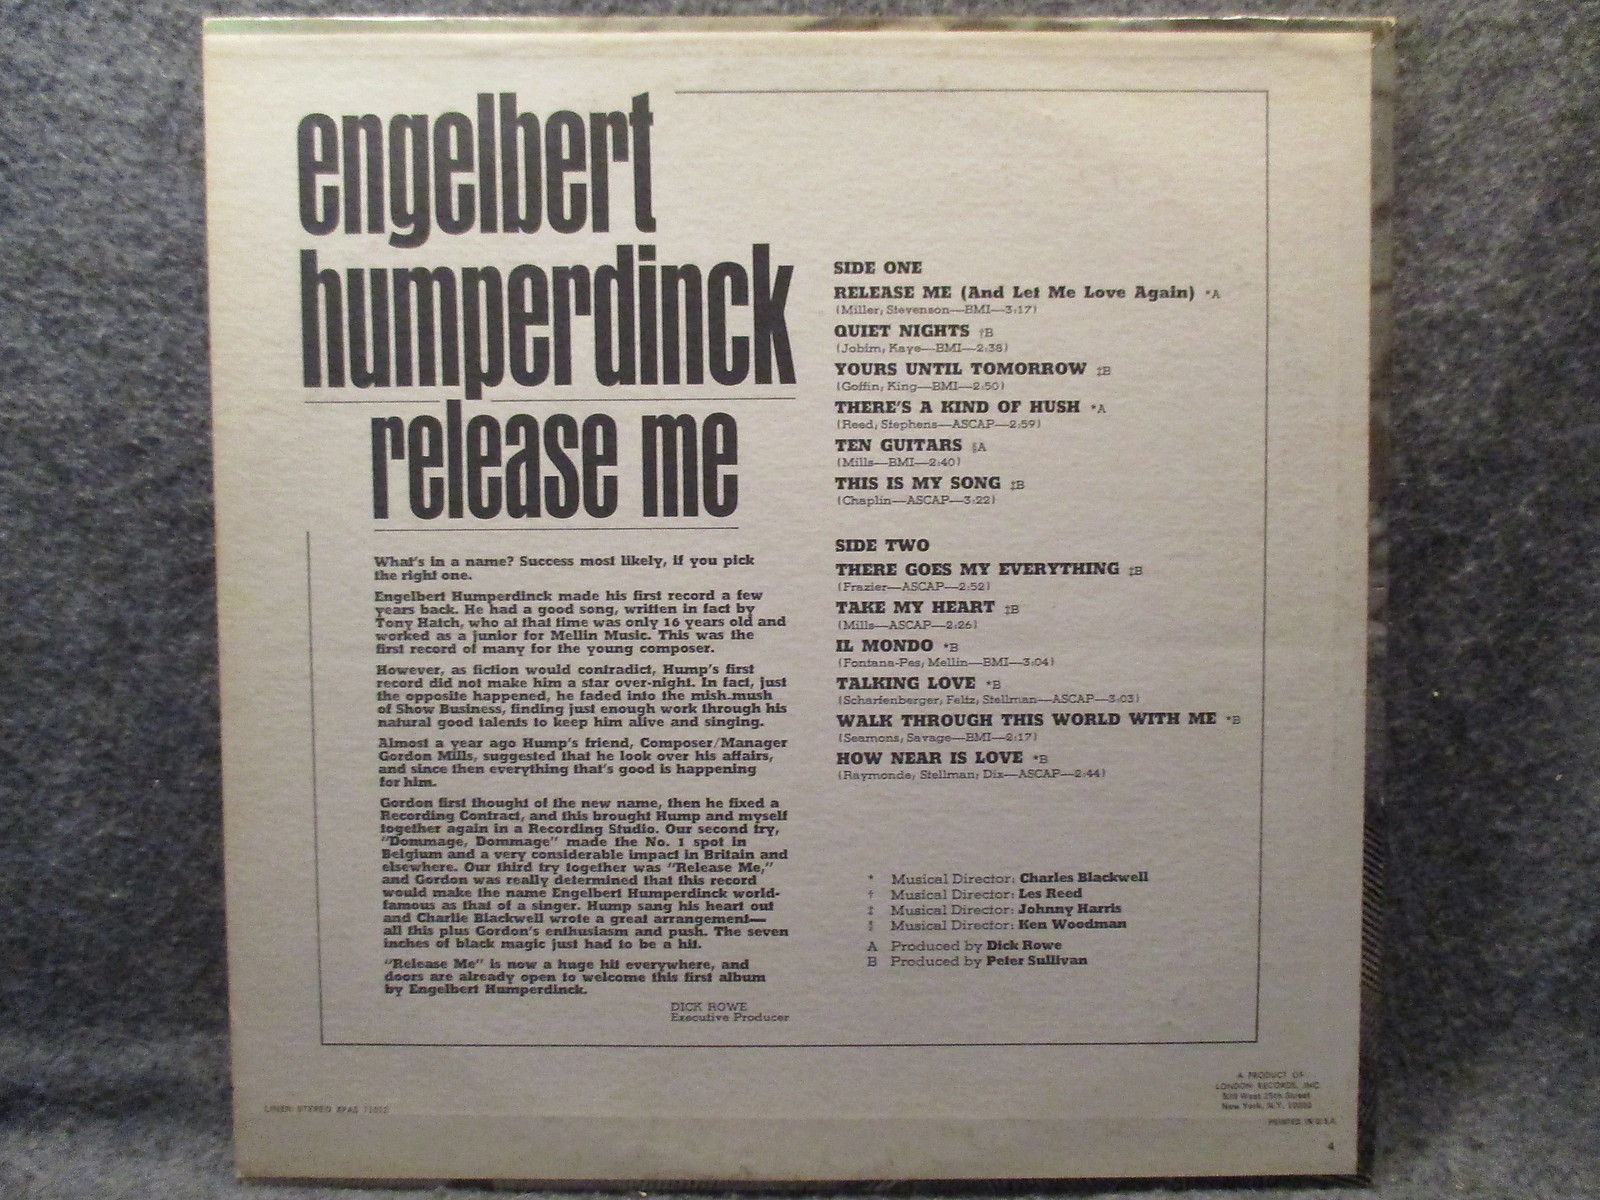 engelbert
humperdinck
release me
What's in a name? Success most likely, if you pick
the right one.
Engelbert Humperdinck made his first record a few
years back. He had a good song, written in fact by
Tony Hatch, who at that time was only 16 years old and
worked as a junior for Mellin Music. This was the
first record of many for the young composer.
However, as fiction would contradict, Hump's first
record did not make him a star over-night. In fact, just
the opposite happened, he faded into the mish-mush
of Show Business, finding just enough work through his
natural good talents to keep him alive and singing.
Almost a year ago Hump's friend, Composer/Manager
Gordon Mills, suggested that he look over his affairs,
and since then everything that's good is happening
for him.
Gordon first thought of the new name, then he fixed a
Recording Contract, and this brought Hump and myself
together again in a Recording Studio. Our second try,
"Dommage, Dommage" made the No. 1 spot in
Belgium and a very considerable impact in Britain and
elsewhere. Our third try together was "Release Me,"
and Gordon was really determined that this record
would make the name Engelbert Humperdinck world-
famous as that of a singer. Hump sang his heart out
and Charlie Blackwell wrote a great arrangement—
all this plus Gordon's enthusiasm and push. The seven
inches of black magic just had to be a hit.
"Release Me" is now a huge hit everywhere, and
doors are already open to welcome this first album
by Engelbert Humperdinck.
DICK ROWE
Executive Producer
SIDE ONE
RELEASE ME (And Let Me Love Again) *A
(Miller; Stevenson—BMI—3:17)
QUIET NIGHTS †B
(Jobim; Kaye—BMI—2:38)
YOURS UNTIL TOMORROW ‡B
(Goffin; King—BMI—2:50)
THERE'S A KIND OF HUSH *A
(Reed; Stephens—ASCAP—2:59)
TEN GUITARS §A
(Mills—BMI—2:40)
THIS IS MY SONG ‡B
(Chaplin—ASCAP—3:22)
SIDE TWO
THERE GOES MY EVERYTHING ‡B
(Frazier—ASCAP—2:52)
TAKE MY HEART ‡B
(Mills—ASCAP—2:26)
IL MONDO *B
(Fontana-Pes; Mellin—BMI—3:04)
TALKING LOVE *B
(Scharfenberger; Feltz; Stellman—ASCAP—3:03)
WALK THROUGH THIS WORLD WITH ME *B
(Seamons; Savage—BMI—2:17)
HOW NEAR IS LOVE *B
(Raymonde; Stellman; Dix—ASCAP—2:44)
* Musical Director: Charles Blackwell
† Musical Director: Les Reed
‡ Musical Director: Johnny Harris
§ Musical Director: Ken Woodman
A Produced by Dick Rowe
B Produced by Peter Sullivan
A PRODUCT OF
LONDON RECORDS, INC.
539 West 25th Street
New York, N.Y. 10001
PRINTED IN U.S.A.
4
LINER: STEREO XPAS 71012